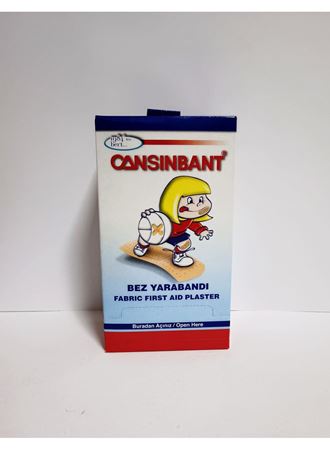 CANSINBANT
BEZ YARABANDI
FABRIC FIRST AID PLASTER
Buradan Açınız / Open Here